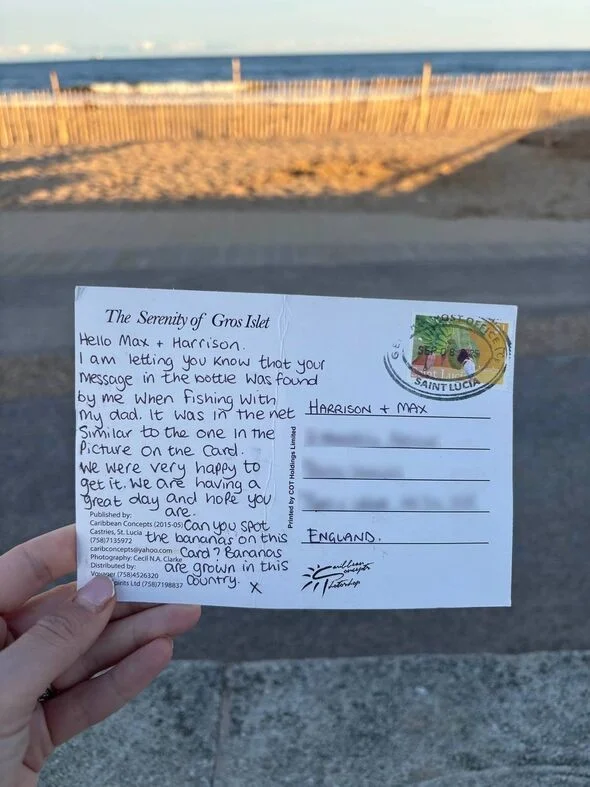 The Serenity of Gros Islet
Hello Max + Harrison.
I am letting you know that your
message in the bottle was found
by me when fishing with
my dad. It was in the net
Similar to the one in the
Picture on the Card.
We were very happy to
get it. We are having a
great day and hope you
are.
Can you spot
the bananas on this
Card? Bananas
are grown in this
Country. x
Published by:
Caribbean Concepts (2015-05)
Castries, St. Lucia
(758)7135972
caribconcepts@yahoo.com
Photography: Cecil N.A. Clarke
Distributed by:
Voyager (758)4526320
Prints Ltd (758)7198837
Printed by COT Holdings Limited
POST OFFICE
SAINT LUCIA
HARRISON + MAX
ENGLAND.
Caribbean
Concepts